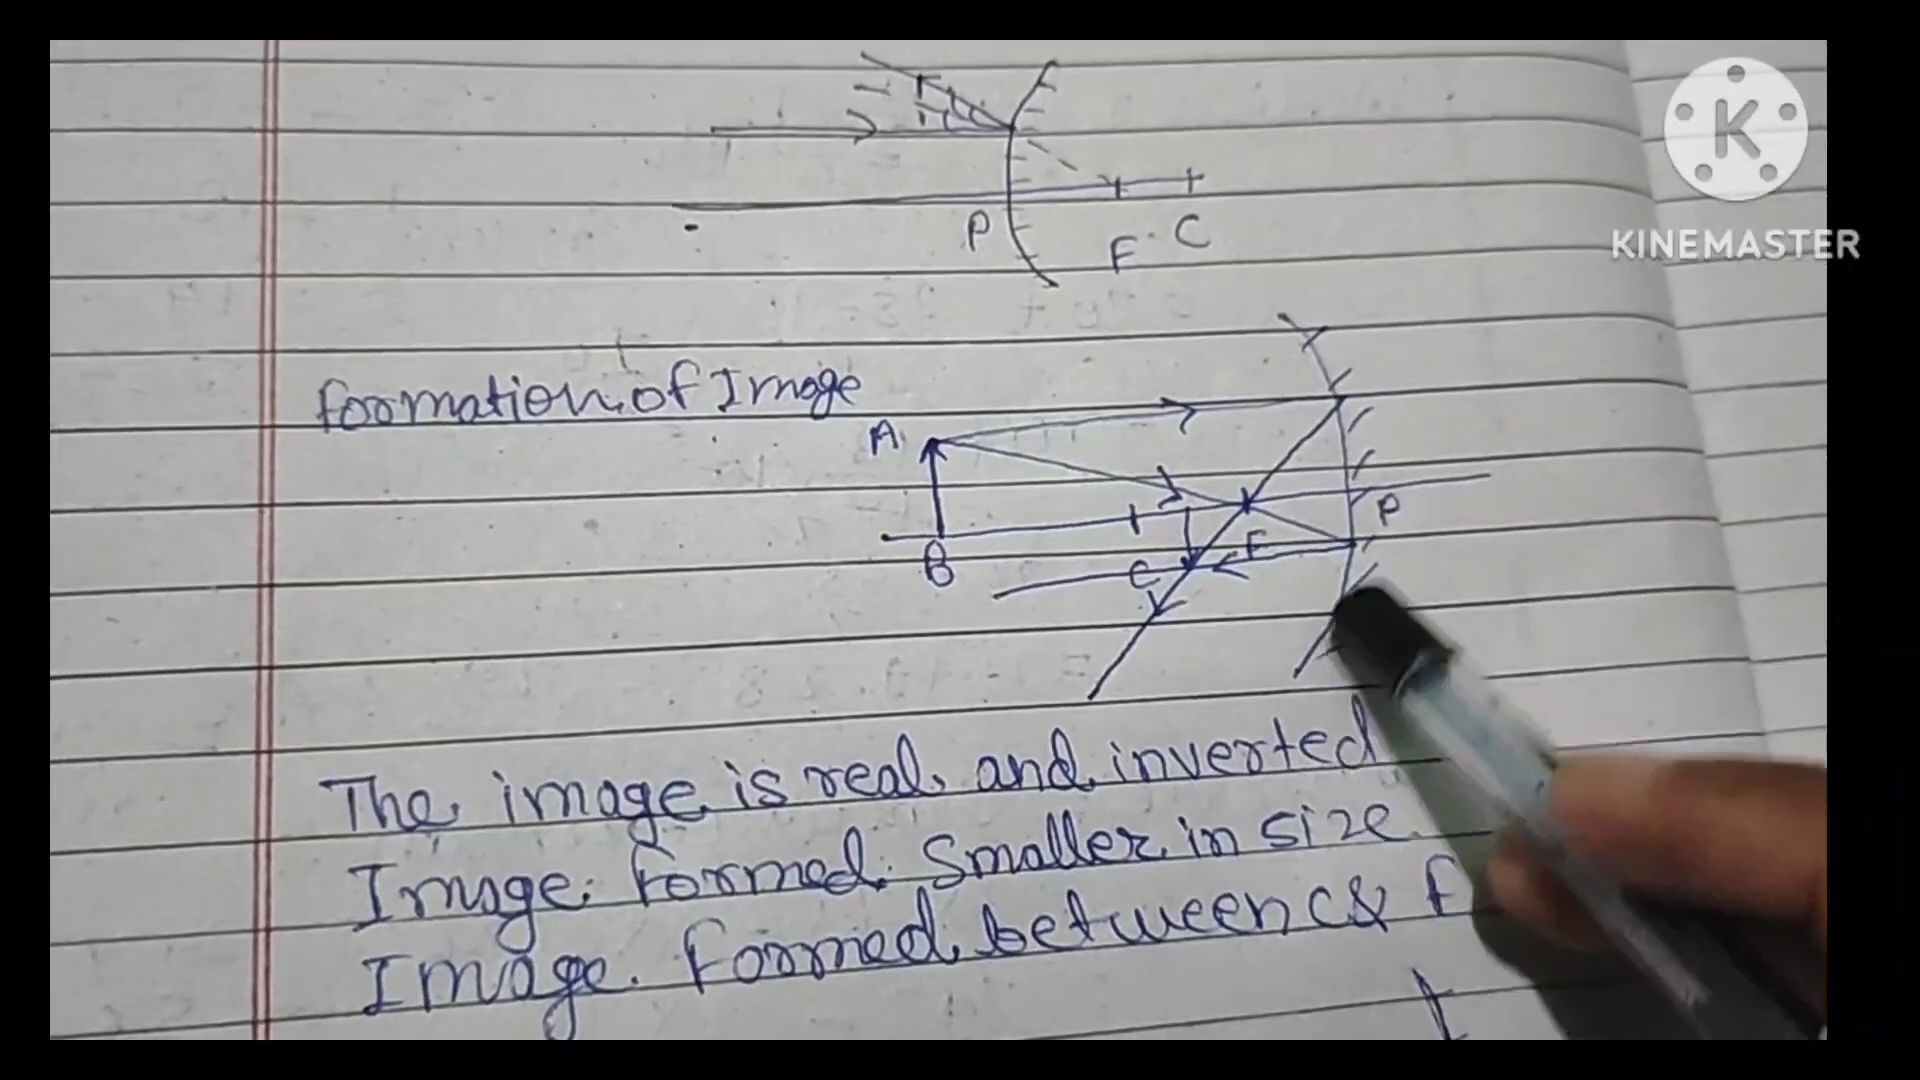 K
KINEMASTER
P
F
C
formation of Image
A
B
C
F
P
The image is real and inverted
Image formed smaller in size
Image formed between C & F